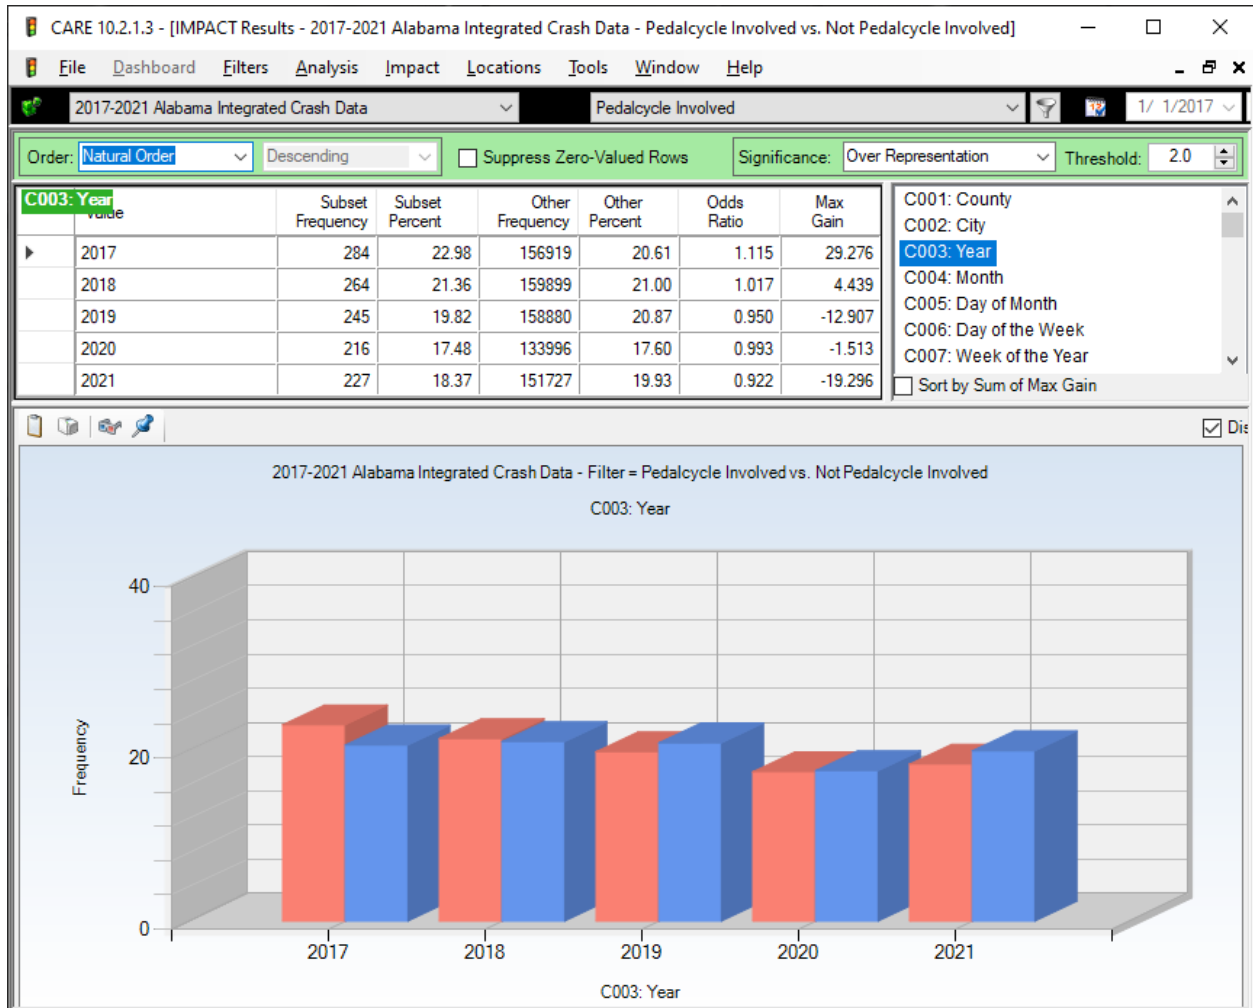 CARE 10.2.1.3 - [IMPACT Results - 2017-2021 Alabama Integrated Crash Data - Pedalcycle Involved vs. Not Pedalcycle Involved]
File Dashboard Filters Analysis Impact Locations Tools Window Help
2017-2021 Alabama Integrated Crash Data Pedalcycle Involved 1/ 1/2017
Order: Natural Order Descending Suppress Zero-Valued Rows Significance: Over Representation Threshold: 2.0
C003: Year
Value Subset Frequency Subset Percent Other Frequency Other Percent Odds Ratio Max Gain
2017 284 22.98 156919 20.61 1.115 29.276
2018 264 21.36 159899 21.00 1.017 4.439
2019 245 19.82 158880 20.87 0.950 -12.907
2020 216 17.48 133996 17.60 0.993 -1.513
2021 227 18.37 151727 19.93 0.922 -19.296
C001: County
C002: City
C003: Year
C004: Month
C005: Day of Month
C006: Day of the Week
C007: Week of the Year
Sort by Sum of Max Gain
2017-2021 Alabama Integrated Crash Data - Filter = Pedalcycle Involved vs. Not Pedalcycle Involved
C003: Year
Frequency
40
20
0
2017 2018 2019 2020 2021
C003: Year